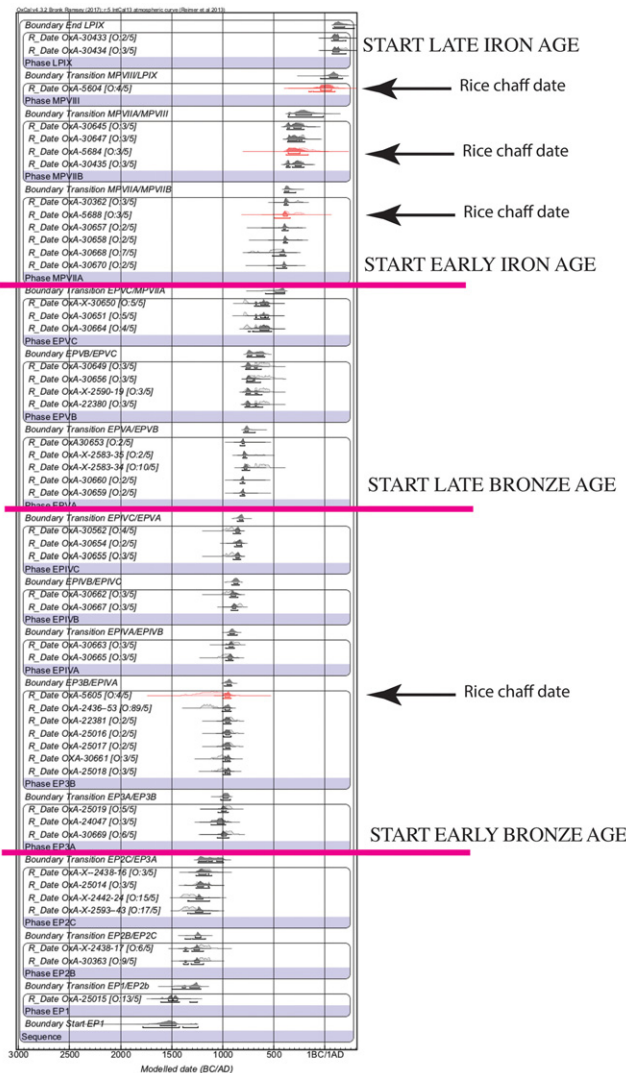 OxCal v4.3.2 Bronk Ramsey (2017); r:5 IntCal13 atmospheric curve (Reimer et al 2013)
Boundary End LPIX
R_Date OxA-30433 [O:2/5]
START LATE IRON AGE
R_Date OxA-30434 [O:3/5]
Phase LPIX
Boundary Transition MPVIII/LPIX
R_Date OxA-5604 [O:4/5]
Rice chaff date
Phase MPVIII
Boundary Transition MPVIIA/MPVIII
R_Date OxA-30645 [O:3/5]
R_Date OxA-30647 [O:3/5]
R_Date OxA-5684 [O:3/5]
Rice chaff date
R_Date OxA-30435 [O:3/5]
Phase MPVIIB
Boundary Transition MPVIIA/MPVIIB
R_Date OxA-30362 [O:3/5]
R_Date OxA-5688 [O:3/5]
Rice chaff date
R_Date OxA-30657 [O:2/5]
R_Date OxA-30658 [O:2/5]
R_Date OxA-30668 [O:7/5]
R_Date OxA-30670 [O:2/5]
START EARLY IRON AGE
Phase MPVIIA
Boundary Transition EPVC/MPVIIA
R_Date OxA-X-30650 [O:5/5]
R_Date OxA-30651 [O:5/5]
R_Date OxA-30664 [O:4/5]
Phase EPVC
Boundary EPVB/EPVC
R_Date OxA-30649 [O:3/5]
R_Date OxA-30656 [O:3/5]
R_Date OxA-X-2590-19 [O:3/5]
R_Date OxA-22380 [O:3/5]
Phase EPVB
Boundary Transition EPVA/EPVB
R_Date OxA30653 [O:2/5]
R_Date OxA-X-2583-35 [O:2/5]
R_Date OxA-X-2583-34 [O:10/5]
R_Date OxA-30660 [O:2/5]
START LATE BRONZE AGE
R_Date OxA-30659 [O:2/5]
Phase EPVA
Boundary Transition EPIVC/EPVA
R_Date OxA-30562 [O:4/5]
R_Date OxA-30654 [O:2/5]
R_Date OxA-30655 [O:3/5]
Phase EPIVC
Boundary EPIVB/EPIVC
R_Date OxA-30662 [O:3/5]
R_Date OxA-30667 [O:3/5]
Phase EPIVB
Boundary Transition EPIVA/EPIVB
R_Date OxA-30663 [O:3/5]
R_Date OxA-30665 [O:3/5]
Phase EPIVA
Boundary EP3B/EPIVA
R_Date OxA-5605 [O:4/5]
Rice chaff date
R_Date OxA-2436--53 [O:89/5]
R_Date OxA-22381 [O:2/5]
R_Date OxA-25016 [O:2/5]
R_Date OxA-25017 [O:2/5]
R_Date OXA-30661 [O:3/5]
R_Date OxA-25018 [O:3/5]
Phase EP3B
Boundary Transition EP3A/EP3B
R_Date OxA-25019 [O:5/5]
R_Date OxA-24047 [O:3/5]
R_Date OxA-30669 [O:6/5]
START EARLY BRONZE AGE
Phase EP3A
Boundary Transition EP2C/EP3A
R_Date OxA-X--2438-16 [O:3/5]
R_Date OxA-25014 [O:3/5]
R_Date OxA-X-2442-24 [O:15/5]
R_Date OxA-X-2593--43 [O:17/5]
Phase EP2C
Boundary Transition EP2B/EP2C
R_Date OxA-X-2438-17 [O:6/5]
R_Date OxA-30363 [O:9/5]
Phase EP2B
Boundary Transition EP1/EP2b
R_Date OxA-25015 [O:13/5]
Phase EP1
Boundary Start EP1
Sequence
3000 2500 2000 1500 1000 500 1BC/1AD
Modelled date (BC/AD)